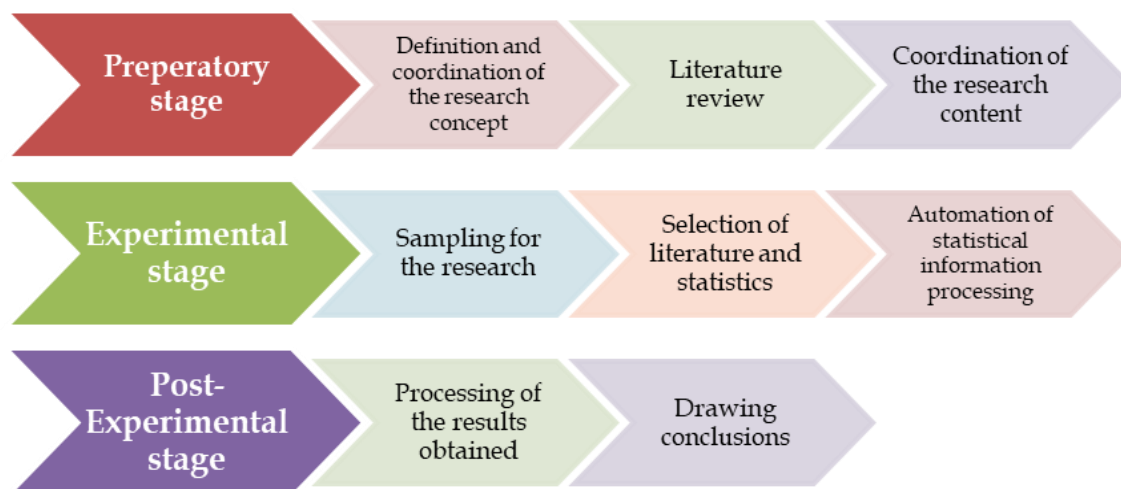 Preperatory
stage
Definition and
coordination of
the research
concept
Literature
review
Coordination of
the research
content
Experimental
stage
Sampling for
the research
Selection of
literature and
statistics
Automation of
statistical
information
processing
Post-
Experimental
stage
Processing of
the results
obtained
Drawing
conclusions